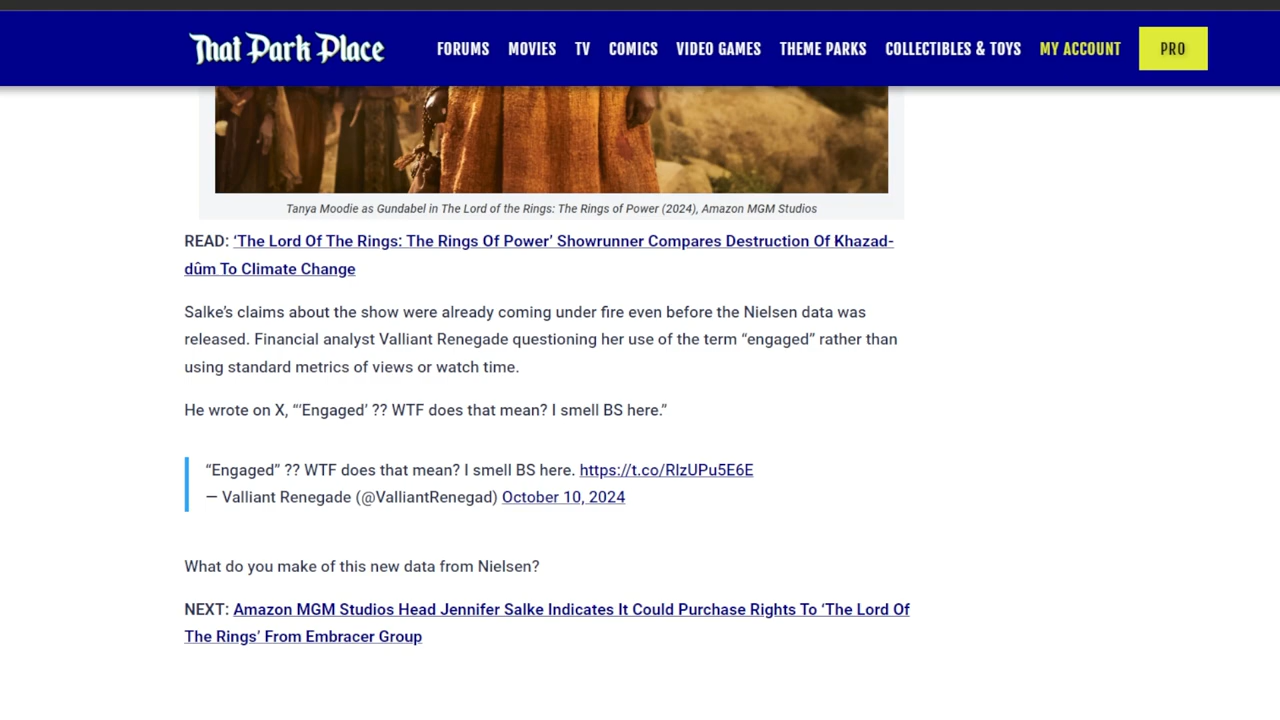 That Park Place
FORUMS MOVIES TV COMICS VIDEO GAMES THEME PARKS COLLECTIBLES & TOYS MY ACCOUNT PRO
Tanya Moodie as Gundabel in The Lord of the Rings: The Rings of Power (2024), Amazon MGM Studios
READ: ‘The Lord Of The Rings: The Rings Of Power’ Showrunner Compares Destruction Of Khazad-
dûm To Climate Change
Salke’s claims about the show were already coming under fire even before the Nielsen data was
released. Financial analyst Valliant Renegade questioning her use of the term “engaged” rather than
using standard metrics of views or watch time.
He wrote on X, “‘Engaged’ ?? WTF does that mean? I smell BS here.”
“Engaged” ?? WTF does that mean? I smell BS here. https://t.co/RlzUPu5E6E
— Valliant Renegade (@ValliantRenegad) October 10, 2024
What do you make of this new data from Nielsen?
NEXT: Amazon MGM Studios Head Jennifer Salke Indicates It Could Purchase Rights To ‘The Lord Of
The Rings’ From Embracer Group